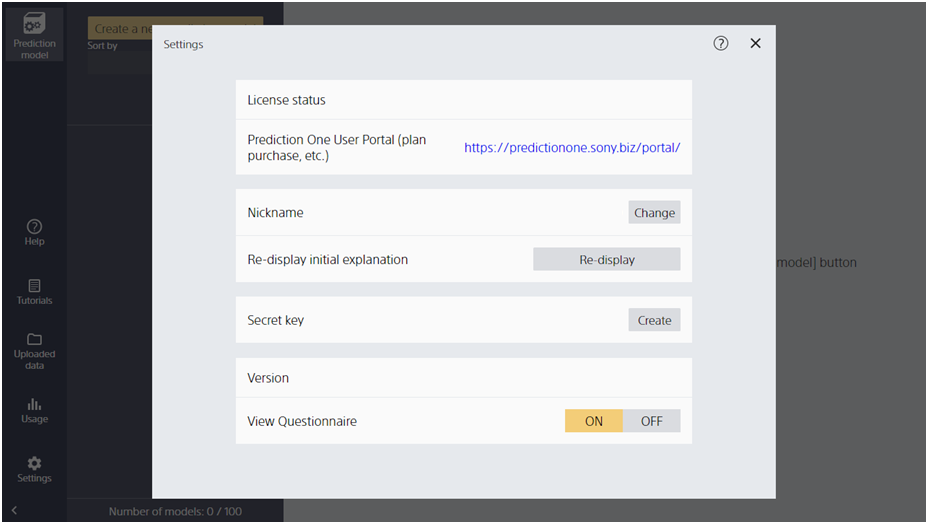 Prediction
model
Create a ne
Sort by
Settings
License status
Prediction One User Portal (plan
purchase, etc.)
https://predictionone.sony.biz/portal/
Nickname
Change
Re-display initial explanation
Re-display
Secret key
Create
Version
View Questionnaire
ON
OFF
model] button
Help
Tutorials
Uploaded
data
Usage
Settings
Number of models: 0 / 100